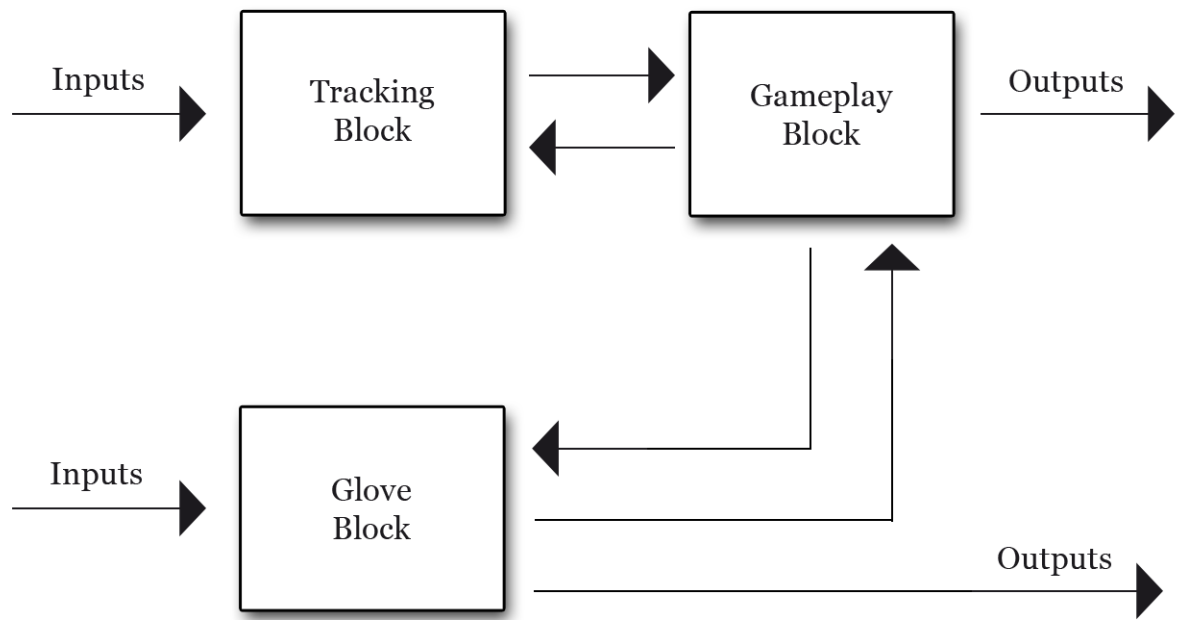 Inputs
Tracking
Block
Gameplay
Block
Outputs
Inputs
Glove
Block
Outputs